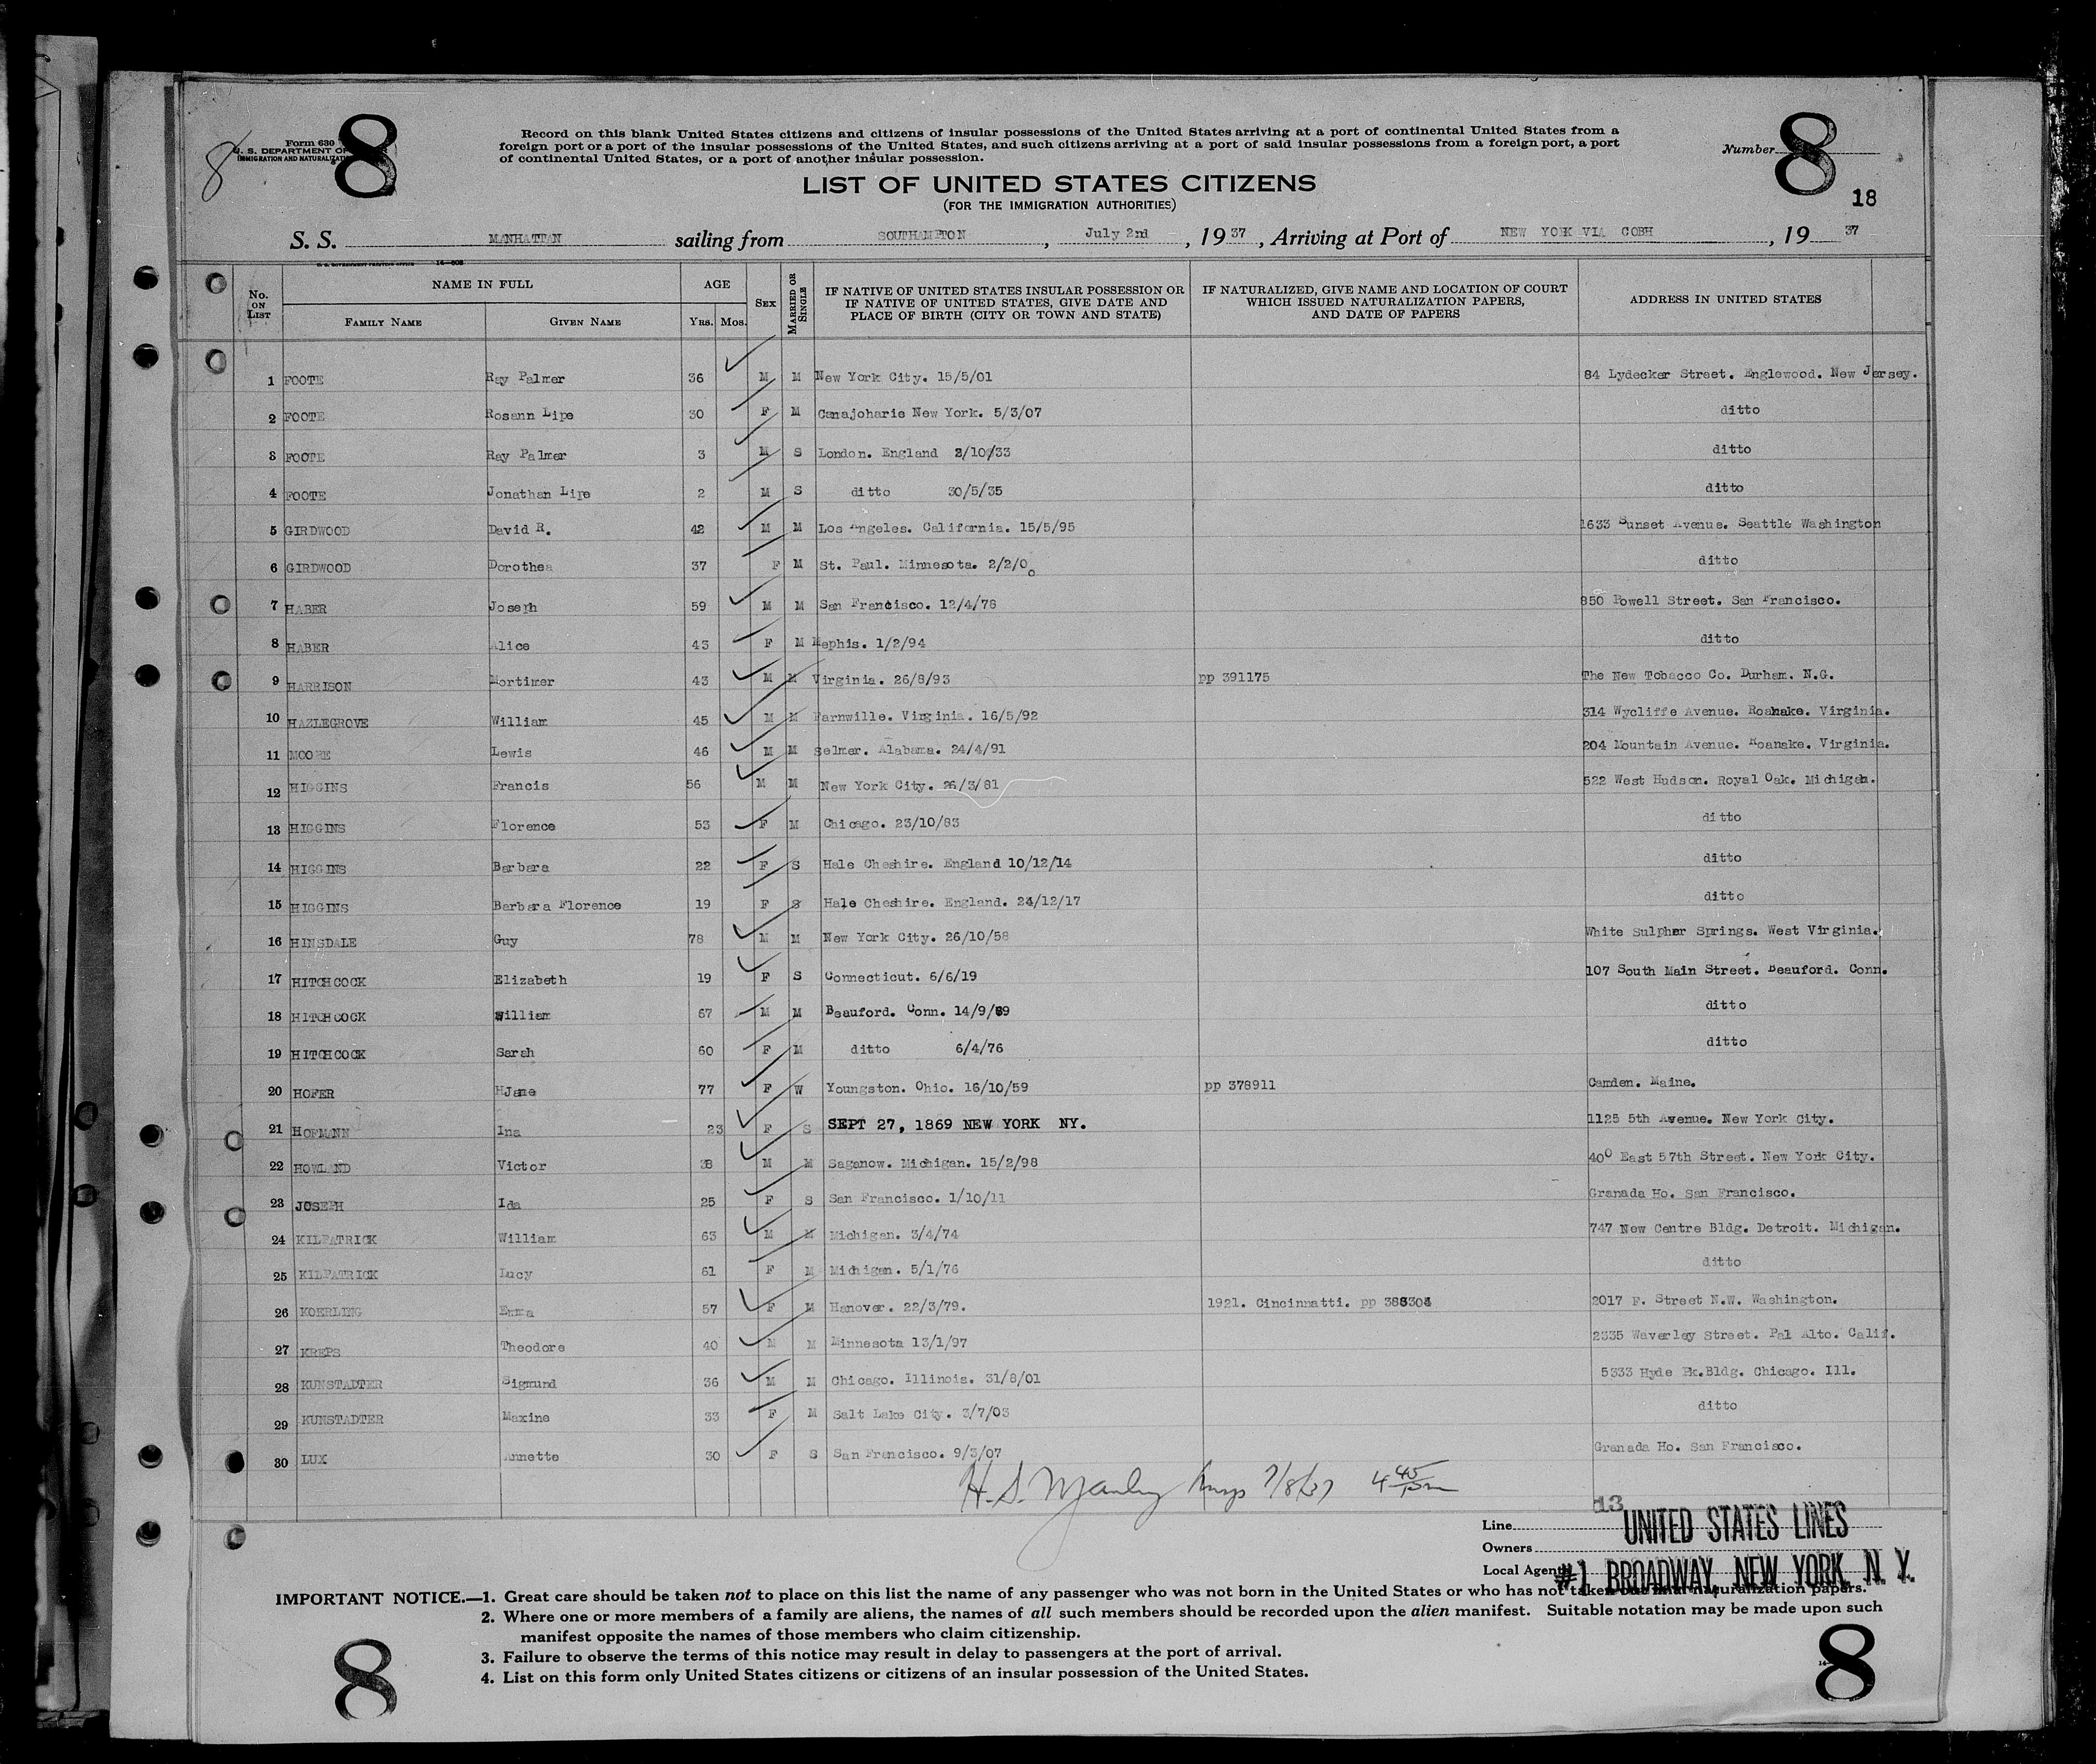 8
Form 630
U. S. DEPARTMENT OF
IMMIGRATION AND NATURALIZATION
8
Record on this blank United States citizens and citizens of insular possessions of the United States arriving at a port of continental United States from a
foreign port or a port of the insular possessions of the United States, and such citizens arriving at a port of said insular possessions from a foreign port, a port
of continental United States, or a port of another insular possession.
Number 8
18
LIST OF UNITED STATES CITIZENS
(FOR THE IMMIGRATION AUTHORITIES)
S. S. MANHATTAN sailing from SOUTHAMPTON, July 2nd, 1937, Arriving at Port of NEW YORK VIA COBH, 1937
No. ON LIST NAME IN FULL FAMILY NAME GIVEN NAME AGE YRS. MOS. SEX MARRIED OR SINGLE IF NATIVE OF UNITED STATES INSULAR POSSESSION OR IF NATIVE OF UNITED STATES, GIVE DATE AND PLACE OF BIRTH (CITY OR TOWN AND STATE) IF NATURALIZED, GIVE NAME AND LOCATION OF COURT WHICH ISSUED NATURALIZATION PAPERS, AND DATE OF PAPERS ADDRESS IN UNITED STATES
1 FOOTE Ray Palmer 36 M M New York City. 15/5/01 84 Lydecker Street. Englewood. New Jersey.
2 FOOTE Rosann Lipe 30 F M Canajoharie New York. 5/3/07 ditto
3 FOOTE Ray Palmer 3 M S London. England 2/10/33 ditto
4 FOOTE Jonathan Lipe 2 M S ditto 30/5/35 ditto
5 GIRDWOOD David R. 42 M M Los Angeles. California. 15/5/95 1633 Sunset Avenue. Seattle Washington
6 GIRDWOOD Dorothea 37 F M St. Paul. Minnesota. 2/2/00 ditto
7 HABER Joseph 59 M M San Francisco. 12/4/78 850 Powell Street. San Francisco.
8 HABER Alice 43 F M Mephis. 1/2/94 ditto
9 HARRISON Mortimer 43 M M Virginia. 26/8/93 pp 391175 The New Tobacco Co. Durham. N.G.
10 HAZLEGROVE William 45 M M Farnville. Virginia. 16/5/92 314 Wycliffe Avenue. Roanake. Virginia.
11 MOORE Lewis 46 M M Selmer. Alabama. 24/4/91 204 Mountain Avenue. Roanake. Virginia.
12 HIGGINS Francis 56 M M New York City. 26/3/81 522 West Hudson. Royal Oak. Michigan.
13 HIGGINS Florence 53 F M Chicago. 23/10/83 ditto
14 HIGGINS Barbara 22 F S Hale Cheshire. England 10/12/14 ditto
15 HIGGINS Barbara Florence 19 F S Hale Cheshire. England. 24/12/17 ditto
16 HINSDALE Guy 78 M M New York City. 26/10/58 White Sulpher Springs. West Virginia.
17 HITCHCOCK Elizabeth 19 F S Connecticut. 6/6/19 107 South Main Street. Beauford. Conn.
18 HITCHCOCK William 67 M M Beauford. Conn. 14/9/69 ditto
19 HITCHCOCK Sarah 60 F M ditto 6/4/76 ditto
20 HOFER HJane 77 F W Youngston. Ohio. 16/10/59 pp 378911 Camden. Maine.
21 HOFMANN Ina 23 F S SEPT 27, 1869 NEW YORK NY. 1125 5th Avenue. New York City.
22 HOWLAND Victor 38 M M Saganow. Michigan. 15/2/98 400 East 57th Street. New York City.
23 JOSEPH Ida 25 F S San Francisco. 1/10/11 Granada Ho. San Francisco.
24 KILPATRICK William 63 M M Michigan. 3/4/74 747 New Centre Bldg. Detroit. Michigan.
25 KILPATRICK Lucy 61 F M Michigan. 5/1/76 ditto
26 KOERLING Emma 57 F M Hanover. 22/3/79. 1921. Cincinnatti. pp 388304 2017 F. Street N.W. Washington.
27 KREPS Theodore 40 M M Minnesota 13/1/97 2335 Waverley Street. Pal Alto. Calif.
28 KUNSTADTER Sigmund 36 M M Chicago. Illinois. 31/8/01 5333 Hyde Pk.Bldg. Chicago. Ill.
29 KUNSTADTER Maxine 33 F M Salt Lake City. 3/7/03 ditto
30 LUX Annette 30 F S San Francisco. 9/3/07 Granada Ho. San Francisco.
H. S. Manley Insp 7/8/37 4 45 pm
d13
Line UNITED STATES LINES
Owners
Local Agent #1 BROADWAY, NEW YORK, N. Y.
IMPORTANT NOTICE.—1. Great care should be taken not to place on this list the name of any passenger who was not born in the United States or who has not taken out final naturalization papers.
2. Where one or more members of a family are aliens, the names of all such members should be recorded upon the alien manifest. Suitable notation may be made upon such
manifest opposite the names of those members who claim citizenship.
3. Failure to observe the terms of this notice may result in delay to passengers at the port of arrival.
4. List on this form only United States citizens or citizens of an insular possession of the United States.
8
8